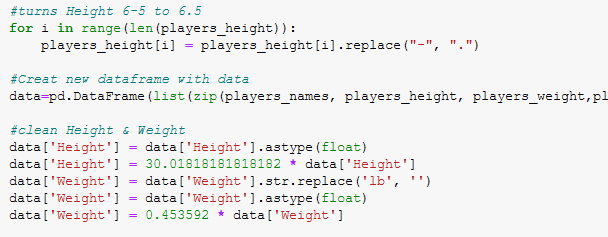 #turns Height 6-5 to 6.5
for i in range(len(players_height)):
    players_height[i] = players_height[i].replace("-", ".")

#Creat new dataframe with data
data=pd.DataFrame(list(zip(players_names, players_height, players_weight,pl

#clean Height & Weight
data['Height'] = data['Height'].astype(float)
data['Height'] = 30.01818181818182 * data['Height']
data['Weight'] = data['Weight'].str.replace('lb', '')
data['Weight'] = data['Weight'].astype(float)
data['Weight'] = 0.453592 * data['Weight']